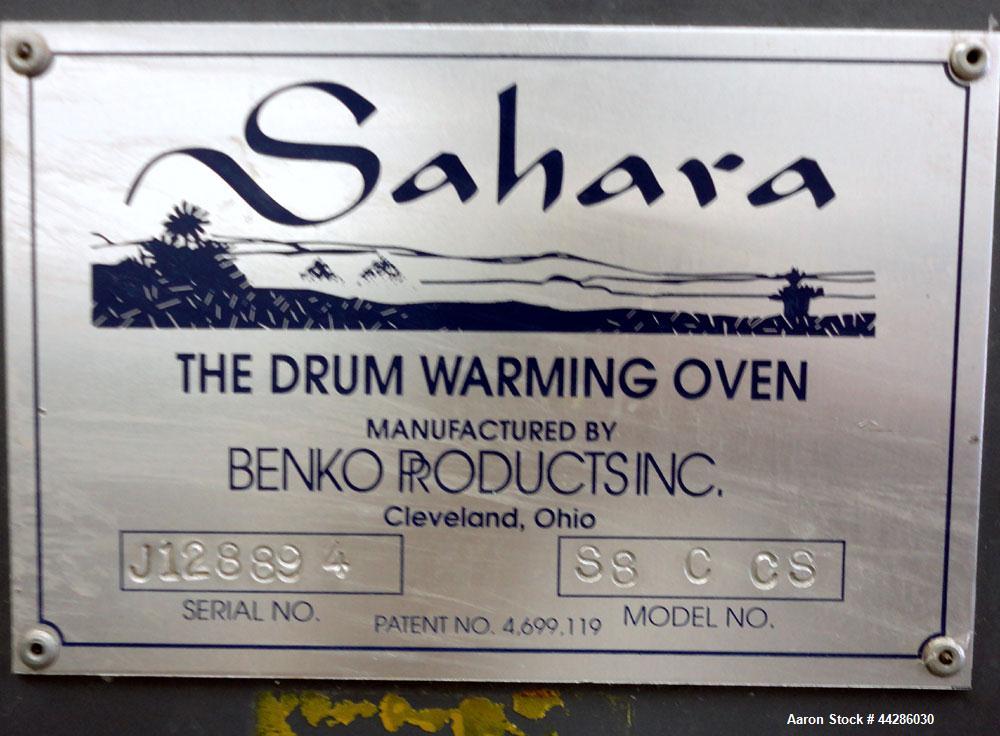 Sahara
THE DRUM WARMING OVEN
MANUFACTURED BY
BENKO PRODUCTS INC.
Cleveland, Ohio
J12889 4 S8 C CS
SERIAL NO. PATENT NO. 4,699,119 MODEL NO.
Aaron Stock # 44286030